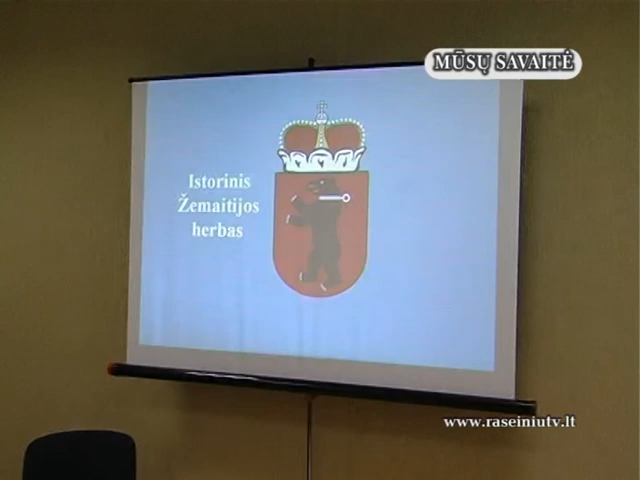 MŪSŲ SAVAITĖ
Istorinis
Žemaitijos
herbas
www.raseiniutv.lt